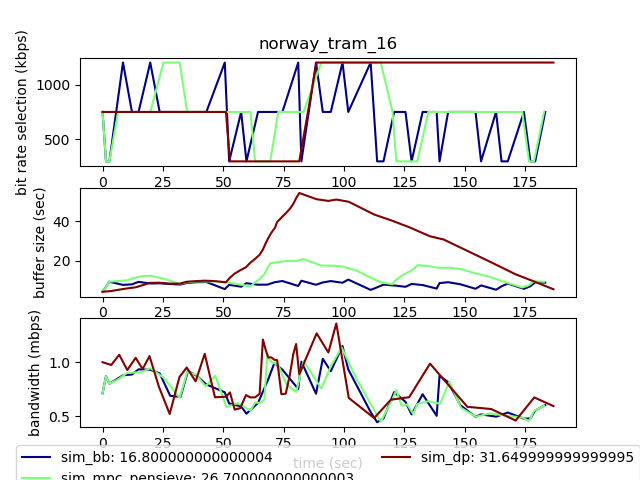 norway_tram_16
bit rate selection (kbps)
1000
500
0 25 50 75 100 125 150 175
buffer size (sec)
40
20
0 25 50 75 100 125 150 175
bandwidth (mbps)
1.0
0.5
0 25 50 75 100 125 150 175
time (sec)
sim_bb: 16.800000000000004
sim_dp: 31.649999999999995
sim_mpc_pensieve: 26.700000000000003